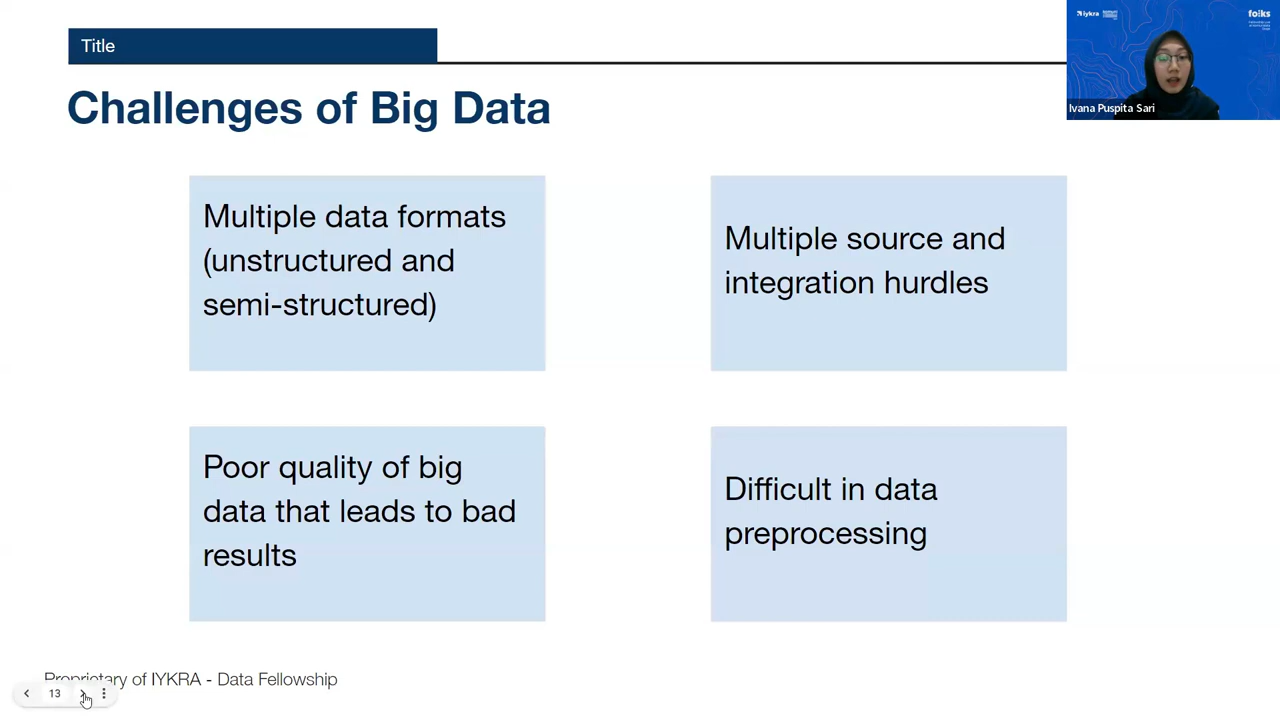 Title
Challenges of Big Data
iykra
foiks
Ivana Puspita Sari
Multiple data formats
(unstructured and
semi-structured)
Multiple source and
integration hurdles
Poor quality of big
data that leads to bad
results
Difficult in data
preprocessing
Proprietary of IYKRA - Data Fellowship
13